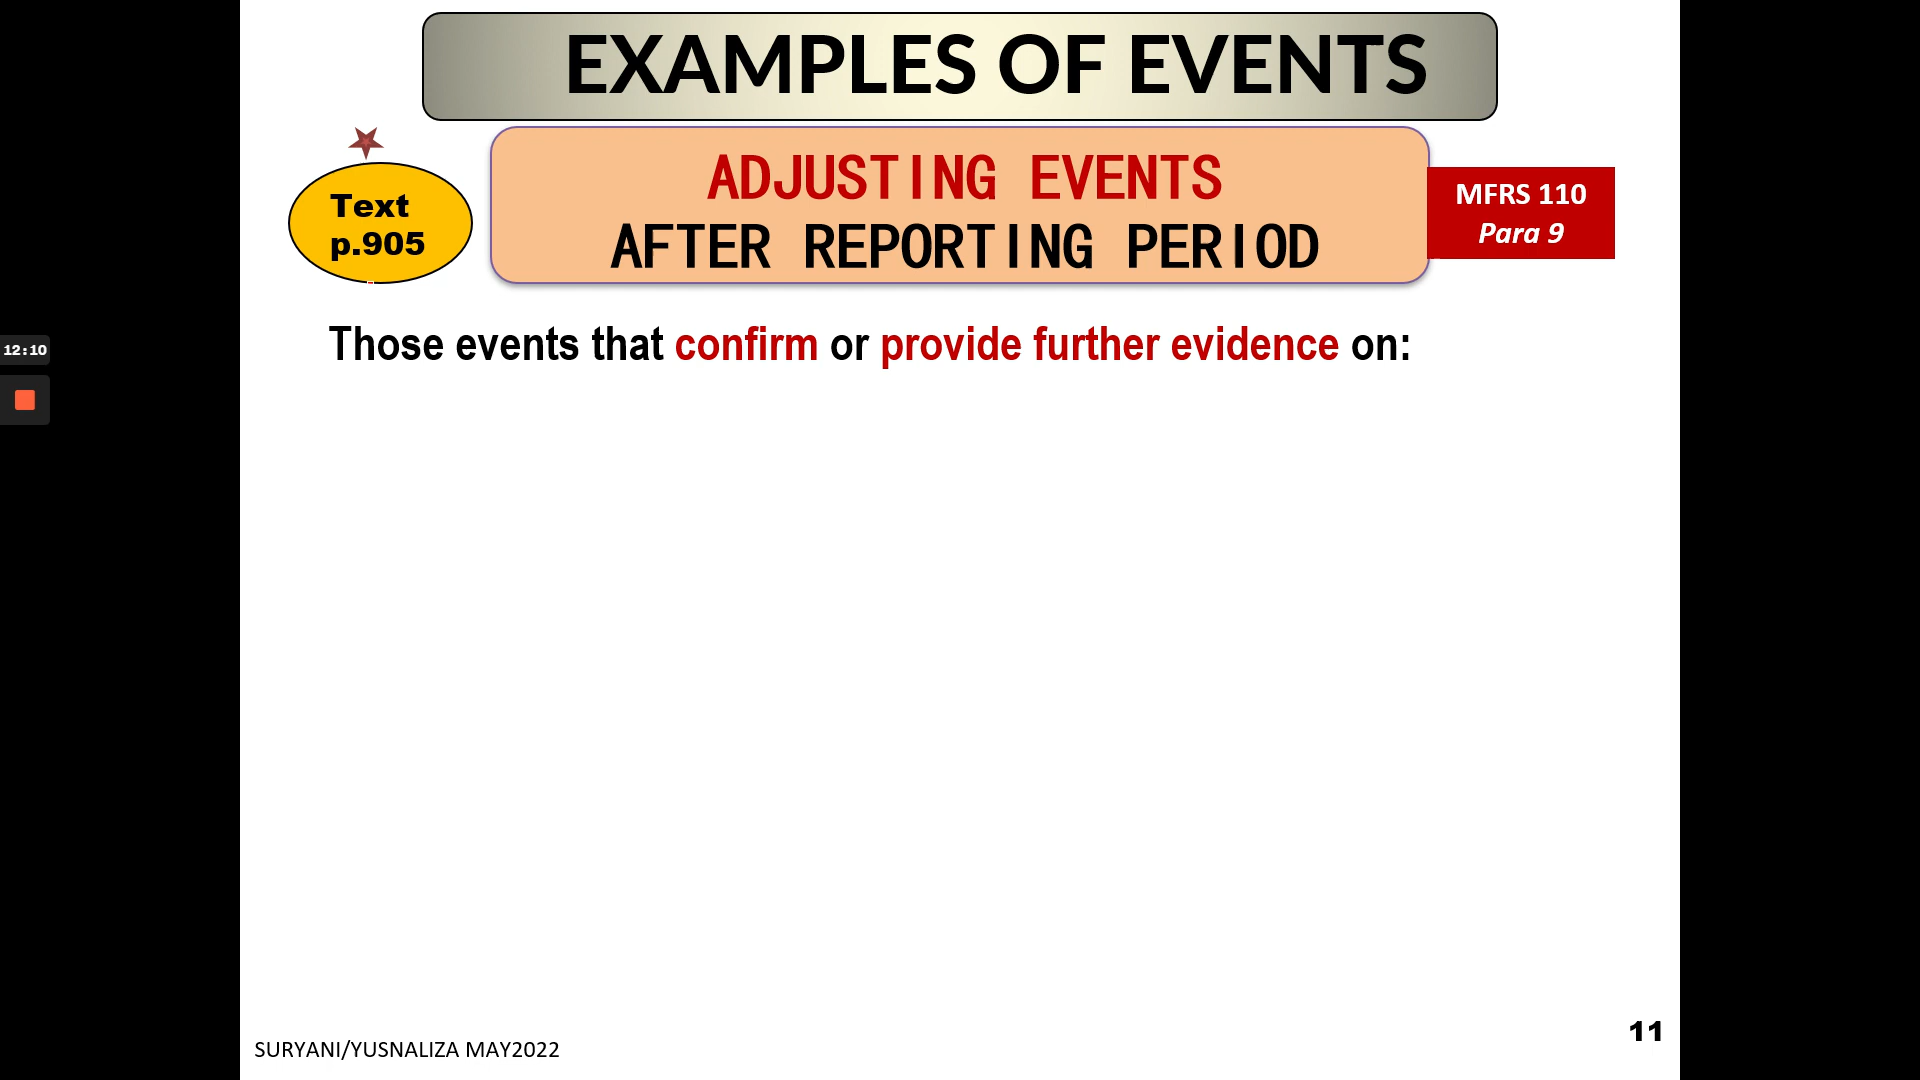 EXAMPLES OF EVENTS
ADJUSTING EVENTS
AFTER REPORTING PERIOD
Text
p.905
MFRS 110
Para 9
Those events that confirm or provide further evidence on:
12:10
SURYANI/YUSNALIZA MAY2022
11